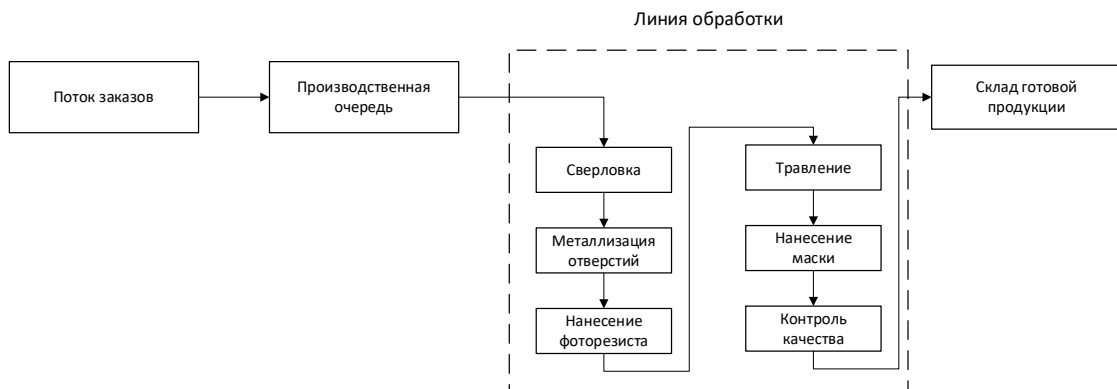 Линия обработки
Поток заказов
Производственная
очередь
Сверловка
Металлизация
отверстий
Нанесение
фоторезиста
Травление
Нанесение
маски
Контроль
качества
Склад готовой
продукции